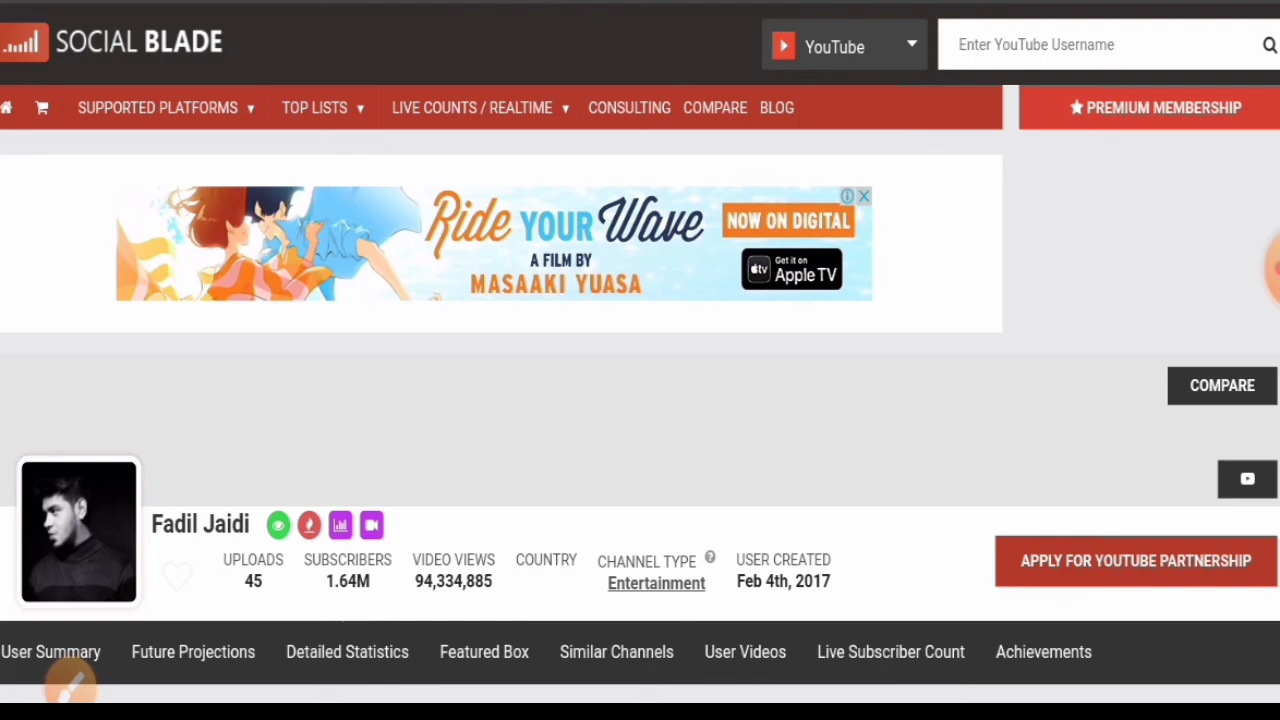 SOCIAL BLADE
YouTube
Enter YouTube Username
SUPPORTED PLATFORMS ▼ TOP LISTS ▼ LIVE COUNTS / REALTIME ▼ CONSULTING COMPARE BLOG
PREMIUM MEMBERSHIP
Ride YOUR Wave
A FILM BY
MASAAKI YUASA
NOW ON DIGITAL
Get it on
tv Apple TV
COMPARE
Fadil Jaidi
UPLOADS SUBSCRIBERS VIDEO VIEWS COUNTRY CHANNEL TYPE ? USER CREATED
45 1.64M 94,334,885 Entertainment Feb 4th, 2017
APPLY FOR YOUTUBE PARTNERSHIP
User Summary Future Projections Detailed Statistics Featured Box Similar Channels User Videos Live Subscriber Count Achievements